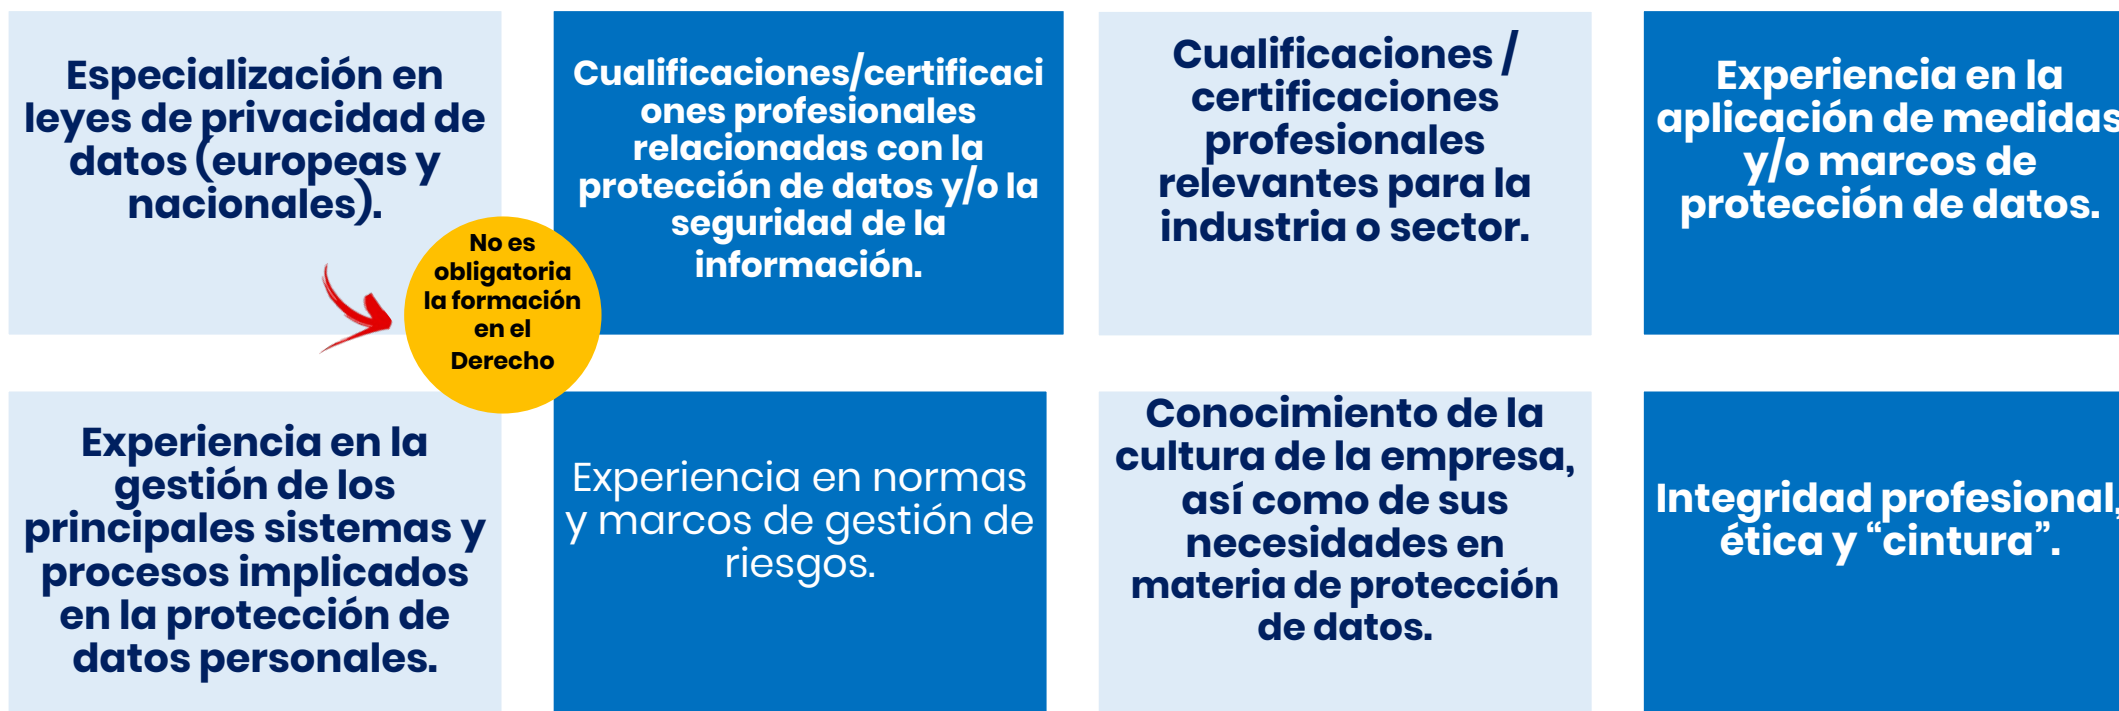 Especialización en
leyes de privacidad de
datos (europeas y
nacionales).
No es
obligatoria
la formación
en el
Derecho
Cualificaciones/certificaci
ones profesionales
relacionadas con la
protección de datos y/o la
seguridad de la
información.
Cualificaciones /
certificaciones
profesionales
relevantes para la
industria o sector.
Experiencia en la
aplicación de medidas
y/o marcos de
protección de datos.
Experiencia en la
gestión de los
principales sistemas y
procesos implicados
en la protección de
datos personales.
Experiencia en normas
y marcos de gestión de
riesgos.
Conocimiento de la
cultura de la empresa,
así como de sus
necesidades en
materia de protección
de datos.
Integridad profesional,
ética y “cintura”.